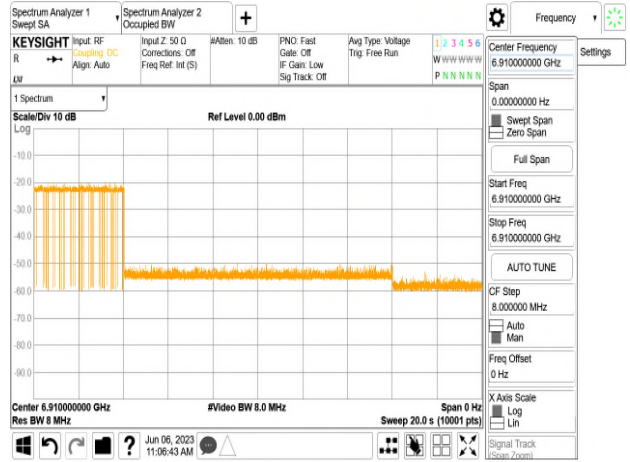 Spectrum Analyzer 1
Swept SA
Spectrum Analyzer 2
Occupied BW
+
Frequency
KEYSIGHT
R
LXI
Input: RF
Coupling: DC
Align: Auto
Input Z: 50 Ω
Corrections: Off
Freq Ref: Int (S)
#Atten: 10 dB
PNO: Fast
Gate: Off
IF Gain: Low
Sig Track: Off
Avg Type: Voltage
Trig: Free Run
1 2 3 4 5 6
W W W W W W
P N N N N N
Center Frequency
6.910000000 GHz
Settings
Span
0.00000000 Hz
Swept Span
Zero Span
Full Span
Start Freq
6.910000000 GHz
Stop Freq
6.910000000 GHz
AUTO TUNE
CF Step
8.000000 MHz
Auto
Man
Freq Offset
0 Hz
X Axis Scale
Log
Lin
Signal Track
(Span Zoom)
1 Spectrum
Scale/Div 10 dB
Ref Level 0.00 dBm
Log
-10.0
-20.0
-30.0
-40.0
-50.0
-60.0
-70.0
-80.0
-90.0
Center 6.910000000 GHz
#Video BW 8.0 MHz
Span 0 Hz
Res BW 8 MHz
Sweep 20.0 s (10001 pts)
?
Jun 06, 2023
11:06:43 AM